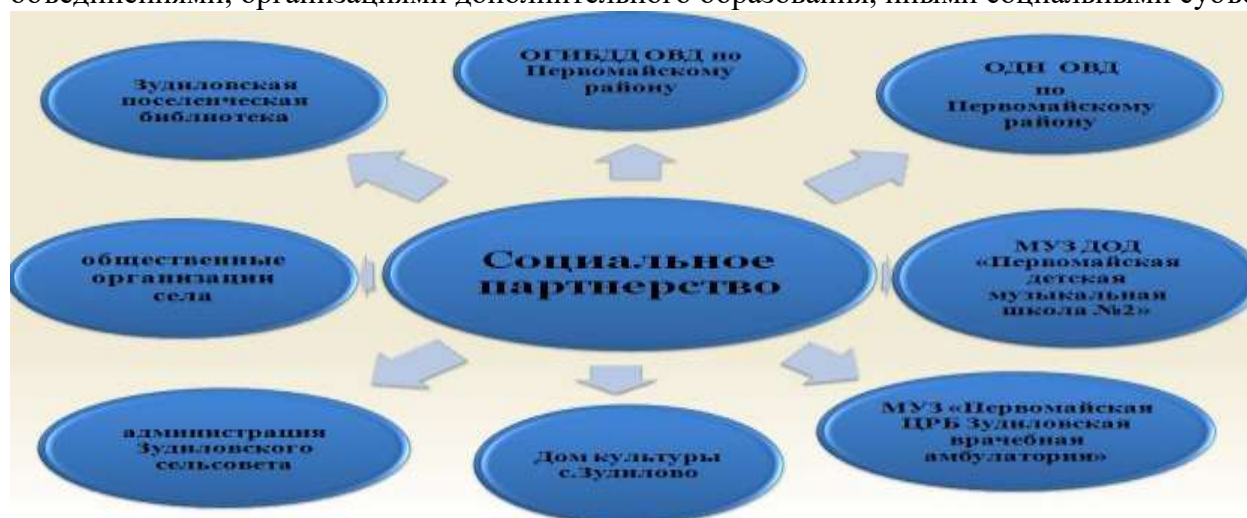 объединениями, организациями дополнительного образования, иными социальными субъе
ОГИБДД ОВД по
Первомайскому
району
Зудиловская
поселенческая
библиотека
ОДН ОВД
по
Первомайскому
району
общественные
организации
села
Социальное
партнерство
МУЗ ДОД
«Первомайская
детская
музыкальная
школа №2»
администрация
Зудиловского
сельсовета
Дом культуры
с.Зудилово
МУЗ «Первомайская
ЦРБ Зудиловская
врачебная
амбулатория»